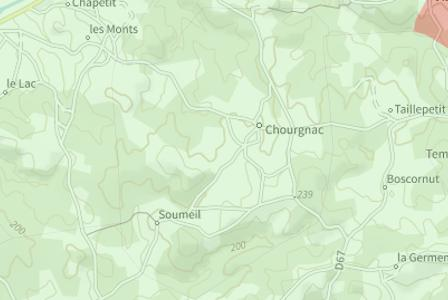 Chapetit
les Monts
le Lac
Taillepetit
Chourgnac
Tem
Boscornut
239
Soumeil
200
200
D67
la Germen